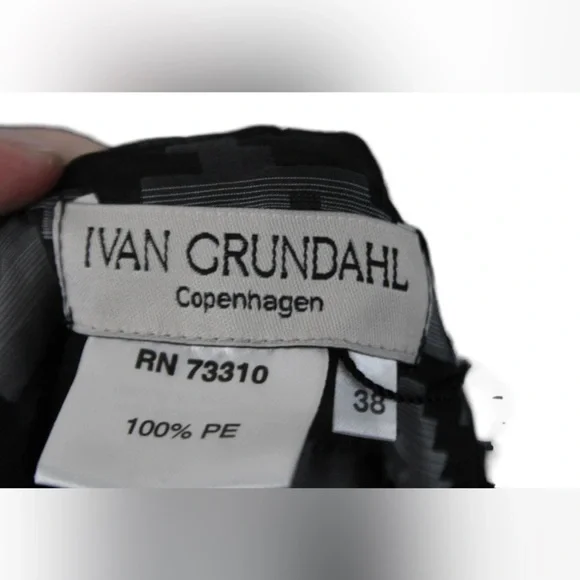 IVAN GRUNDAHL
Copenhagen
RN 73310
38
100% PE